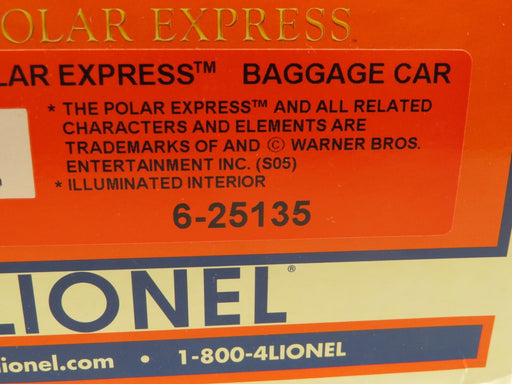 OLAR EXPRESS
LAR EXPRESS™ BAGGAGE CAR
* THE POLAR EXPRESS™ AND ALL RELATED
CHARACTERS AND ELEMENTS ARE
TRADEMARKS OF AND © WARNER BROS.
ENTERTAINMENT INC. (S05)
* ILLUMINATED INTERIOR
6-25135
LIONEL®
lionel.com • 1-800-4LIONEL